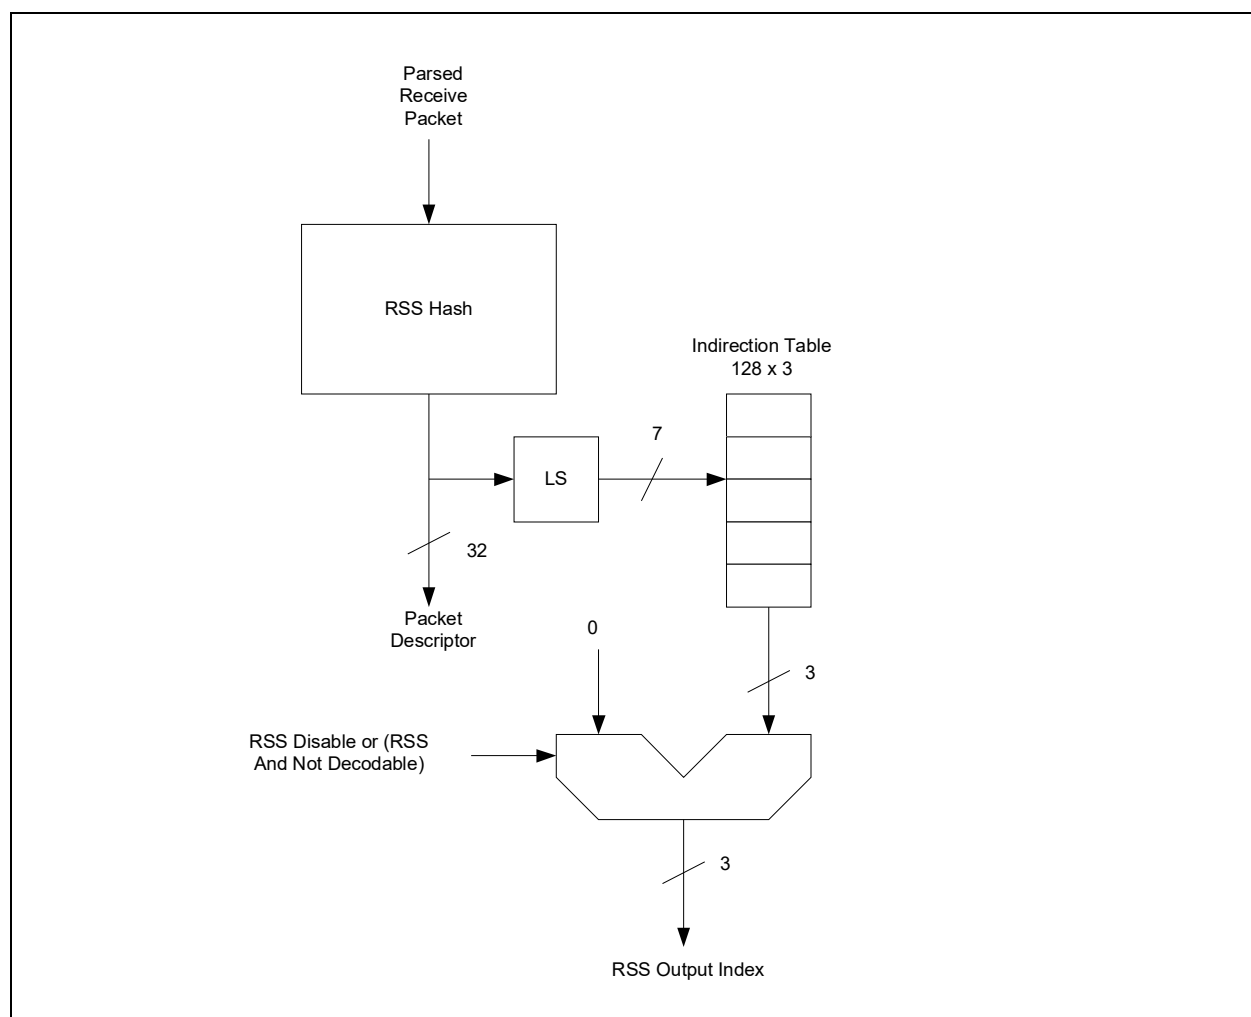 Parsed
Receive
Packet
RSS Hash
Indirection Table
128 x 3
7
LS
32
Packet
Descriptor
0
3
RSS Disable or (RSS
And Not Decodable)
3
RSS Output Index